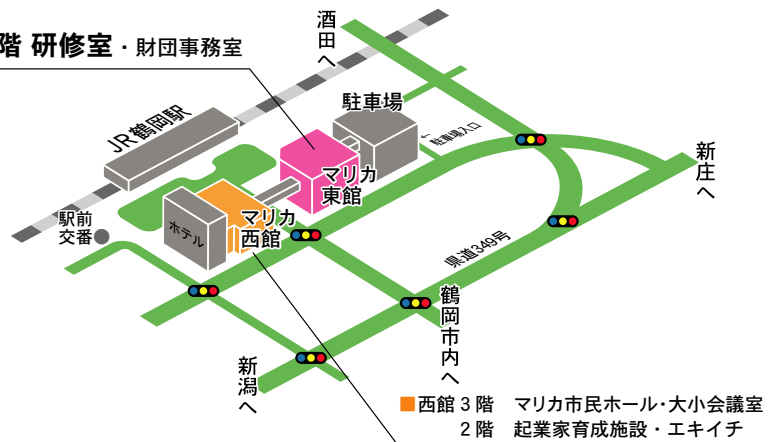 階 研修室・財団事務室
酒田へ
駐車場
←
駐車場入口
JR鶴岡駅
新庄へ
マリカ
東館
マリカ
西館
ホテル
駅前
交番
県道349号
鶴岡市内へ
新潟へ
■西館 3 階 マリカ市民ホール・大小会議室
2 階 起業家育成施設・エキイチ